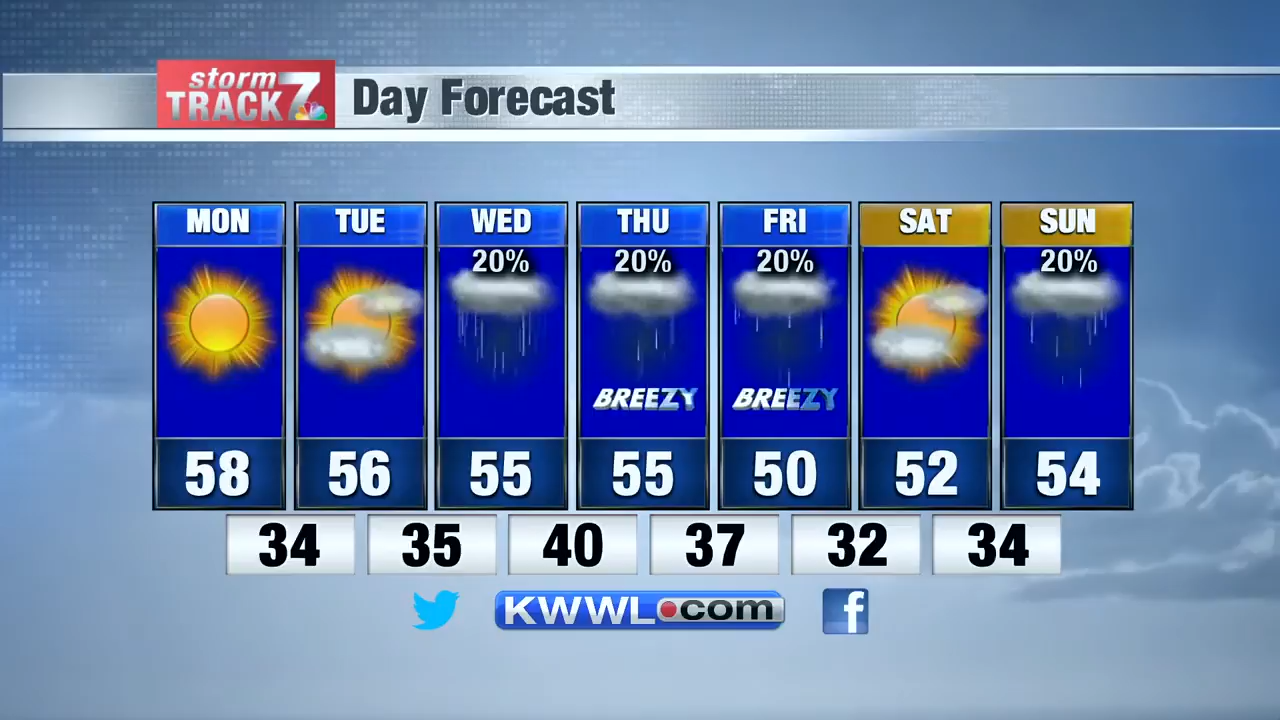 storm
TRACK 7 Day Forecast
MON TUE WED THU FRI SAT SUN
20% 20% 20% 20%
BREEZY BREEZY
58 56 55 55 50 52 54
34 35 40 37 32 34
KWWL.com f